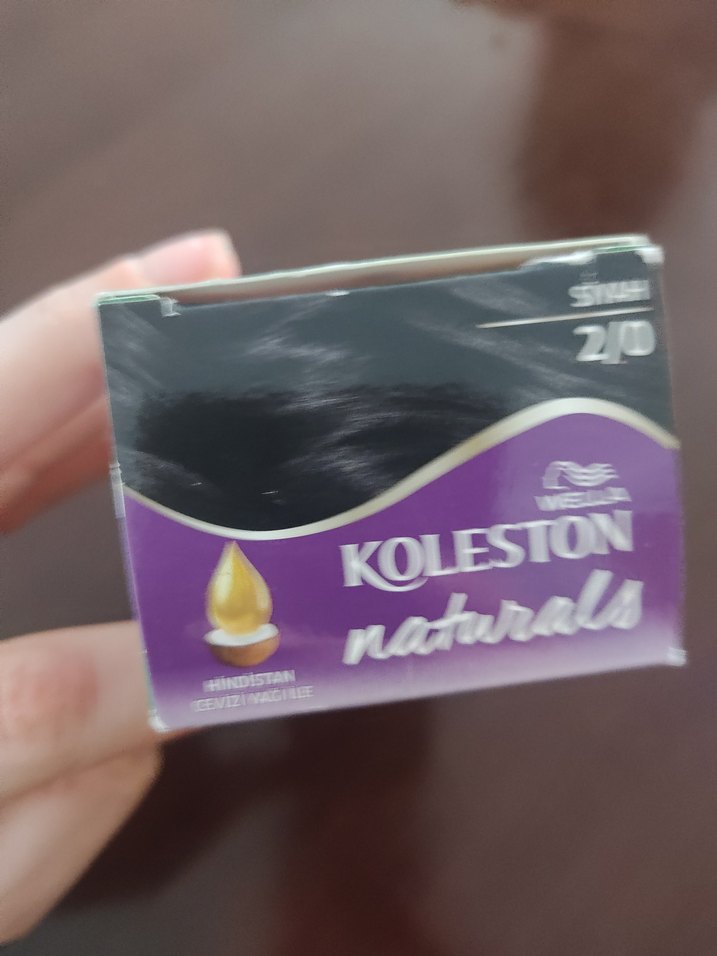 SİYAH
2/0
WELLA
KOLESTON
naturals
HİNDİSTAN
CEVİZİ YAĞI İLE